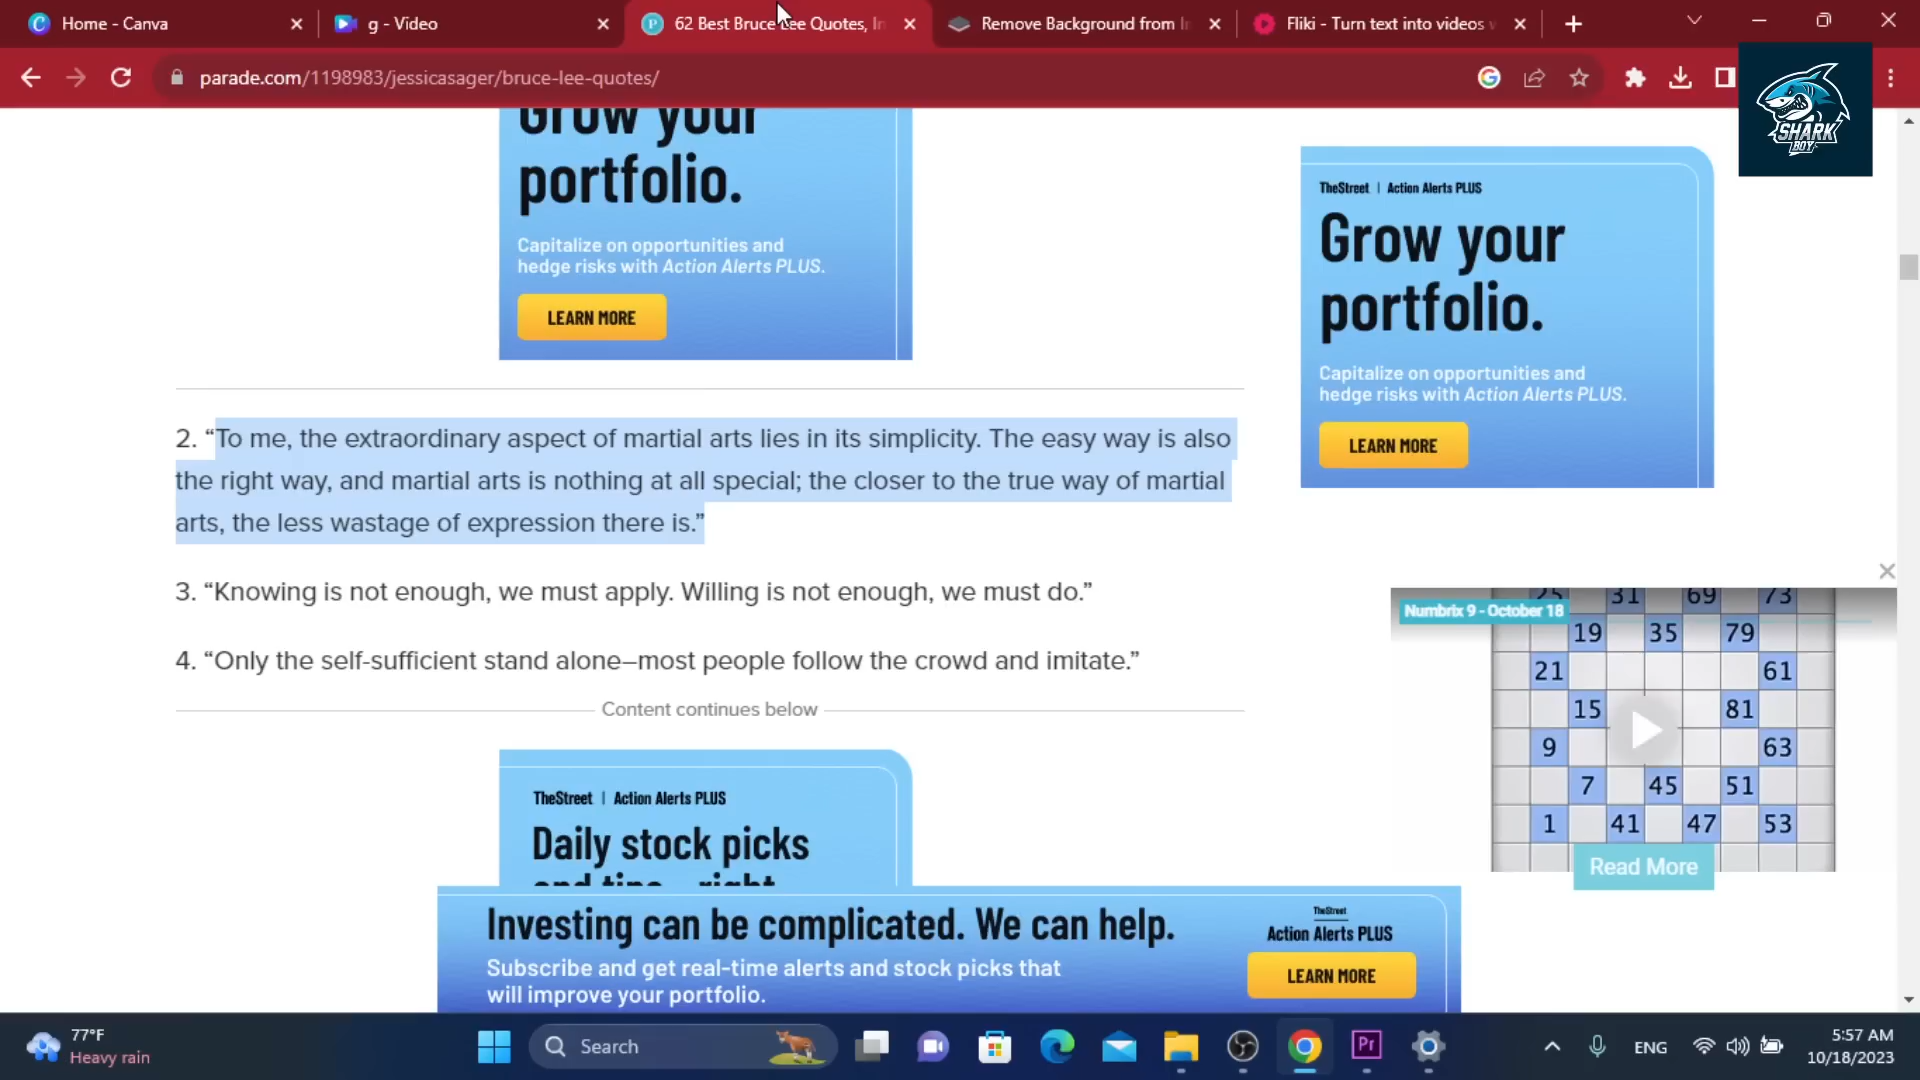 Home - Canva
g - Video
62 Best Bruce Lee Quotes, In
Remove Background from I
Fliki - Turn text into videos
parade.com/1198983/jessicasager/bruce-lee-quotes/
SHARK
BOY
Grow your
portfolio.
Capitalize on opportunities and
hedge risks with Action Alerts PLUS.
LEARN MORE
TheStreet | Action Alerts PLUS
Grow your
portfolio.
Capitalize on opportunities and
hedge risks with Action Alerts PLUS.
LEARN MORE
2. “To me, the extraordinary aspect of martial arts lies in its simplicity. The easy way is also
the right way, and martial arts is nothing at all special; the closer to the true way of martial
arts, the less wastage of expression there is.”
3. “Knowing is not enough, we must apply. Willing is not enough, we must do.”
4. “Only the self-sufficient stand alone–most people follow the crowd and imitate.”
Content continues below
Numbrix 9 - October 18
25 31 69 73
19 35 79
21 61
15 81
9 63
7 45 51
1 41 47 53
Read More
TheStreet | Action Alerts PLUS
Daily stock picks
and tips right
Investing can be complicated. We can help.
Subscribe and get real-time alerts and stock picks that
will improve your portfolio.
TheStreet
Action Alerts PLUS
LEARN MORE
77°F
Heavy rain
Search
Pr
ENG
5:57 AM
10/18/2023